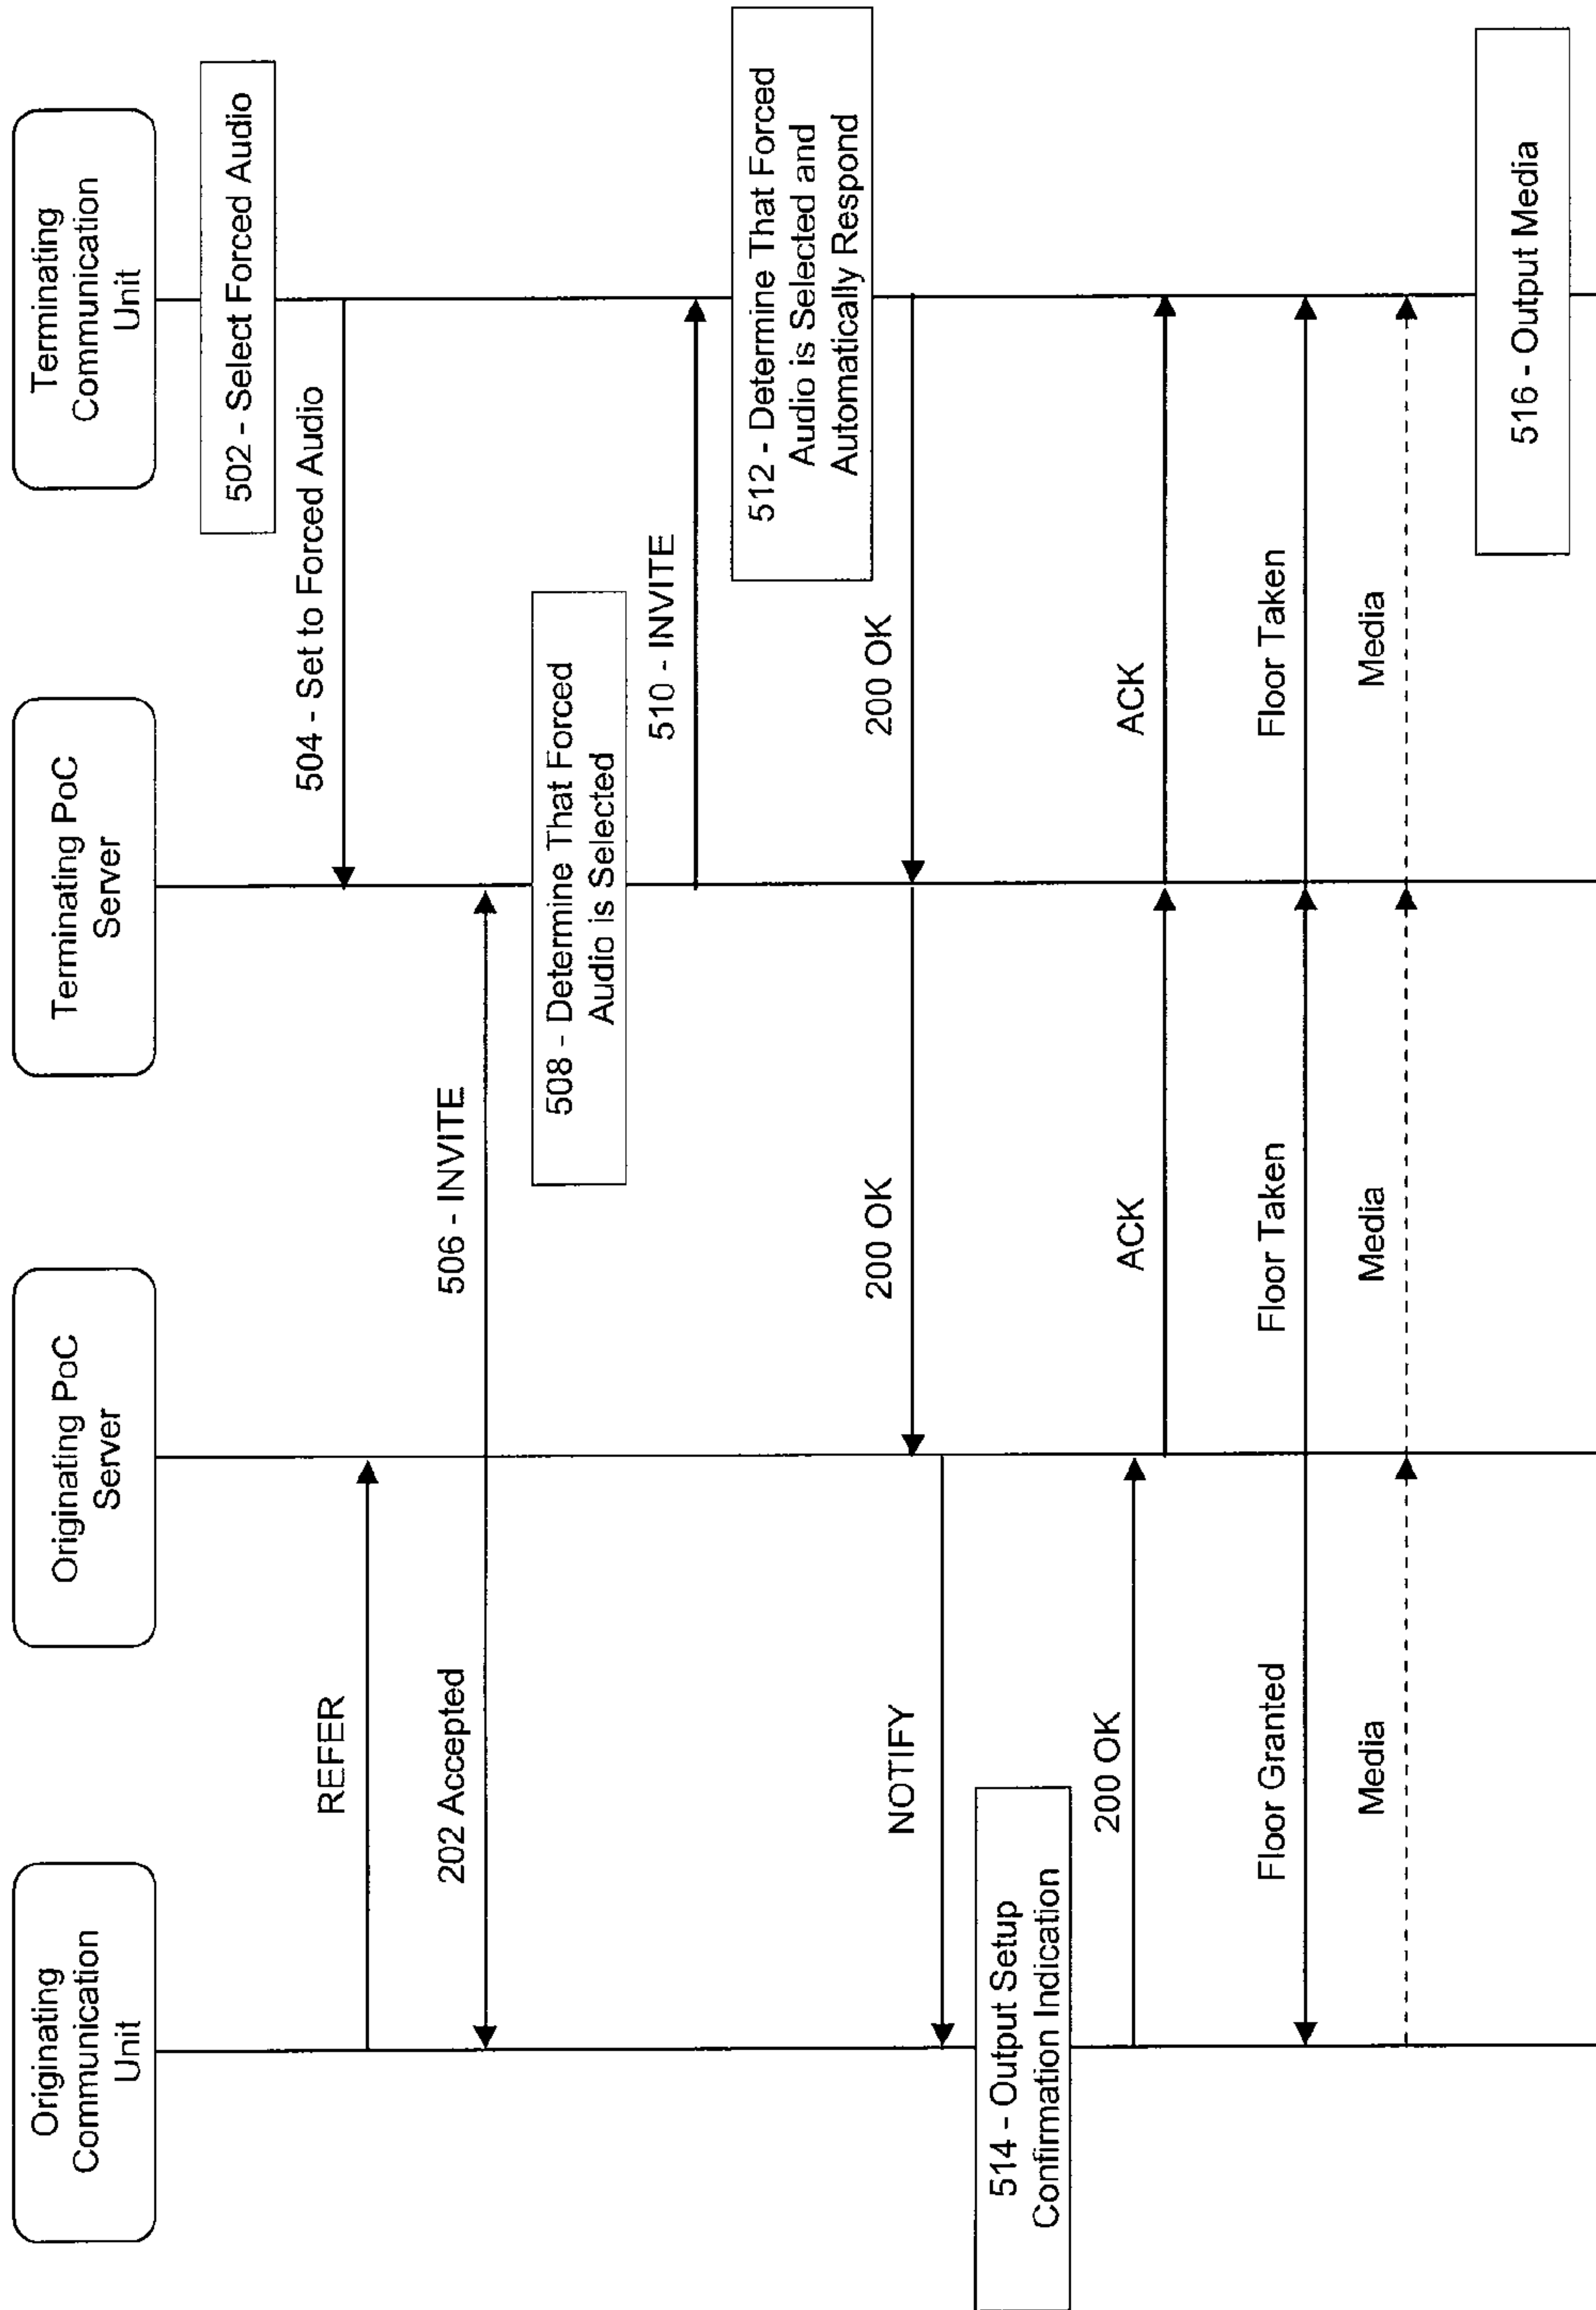 Originating
Communication
Unit
Originating PoC
Server
Terminating PoC
Server
Terminating
Communication
Unit
502 - Select Forced Audio
504 - Set to Forced Audio
REFER
202 Accepted
506 - INVITE
508 - Determine That Forced
Audio is Selected
510 - INVITE
512 - Determine That Forced
Audio is Selected and
Automatically Respond
200 OK
200 OK
NOTIFY
514 - Output Setup
Confirmation Indication
200 OK
ACK
ACK
Floor Granted
Floor Taken
Floor Taken
Media
Media
Media
516 - Output Media